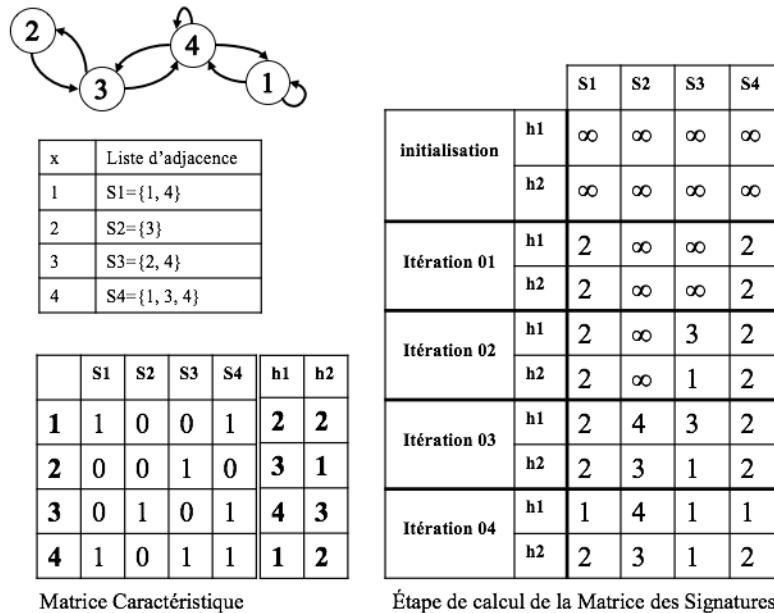 2
3
4
1
x Liste d'adjacence
1 S1={1, 4}
2 S2={3}
3 S3={2, 4}
4 S4={1, 3, 4}
S1 S2 S3 S4 h1 h2
1 1 0 0 1 2 2
2 0 0 1 0 3 1
3 0 1 0 1 4 3
4 1 0 1 1 1 2
Matrice Caractéristique
S1 S2 S3 S4
initialisation
h1 ∞ ∞ ∞ ∞
h2 ∞ ∞ ∞ ∞
Itération 01
h1 2 ∞ ∞ 2
h2 2 ∞ ∞ 2
Itération 02
h1 2 ∞ 3 2
h2 2 ∞ 1 2
Itération 03
h1 2 4 3 2
h2 2 3 1 2
Itération 04
h1 1 4 1 1
h2 2 3 1 2
Étape de calcul de la Matrice des Signatures